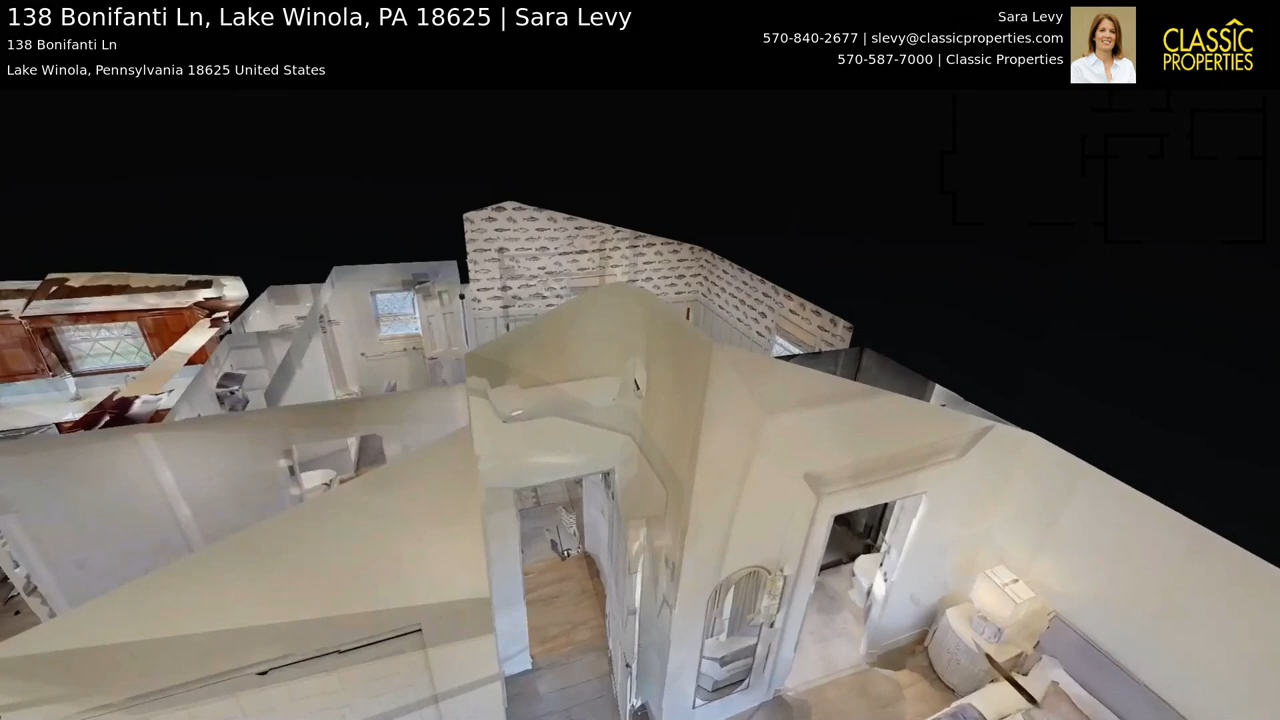 138 Bonifanti Ln, Lake Winola, PA 18625 | Sara Levy
138 Bonifanti Ln
Lake Winola, Pennsylvania 18625 United States
Sara Levy
570-840-2677 | slevy@classicproperties.com
570-587-7000 | Classic Properties
CLASSIC
PROPERTIES